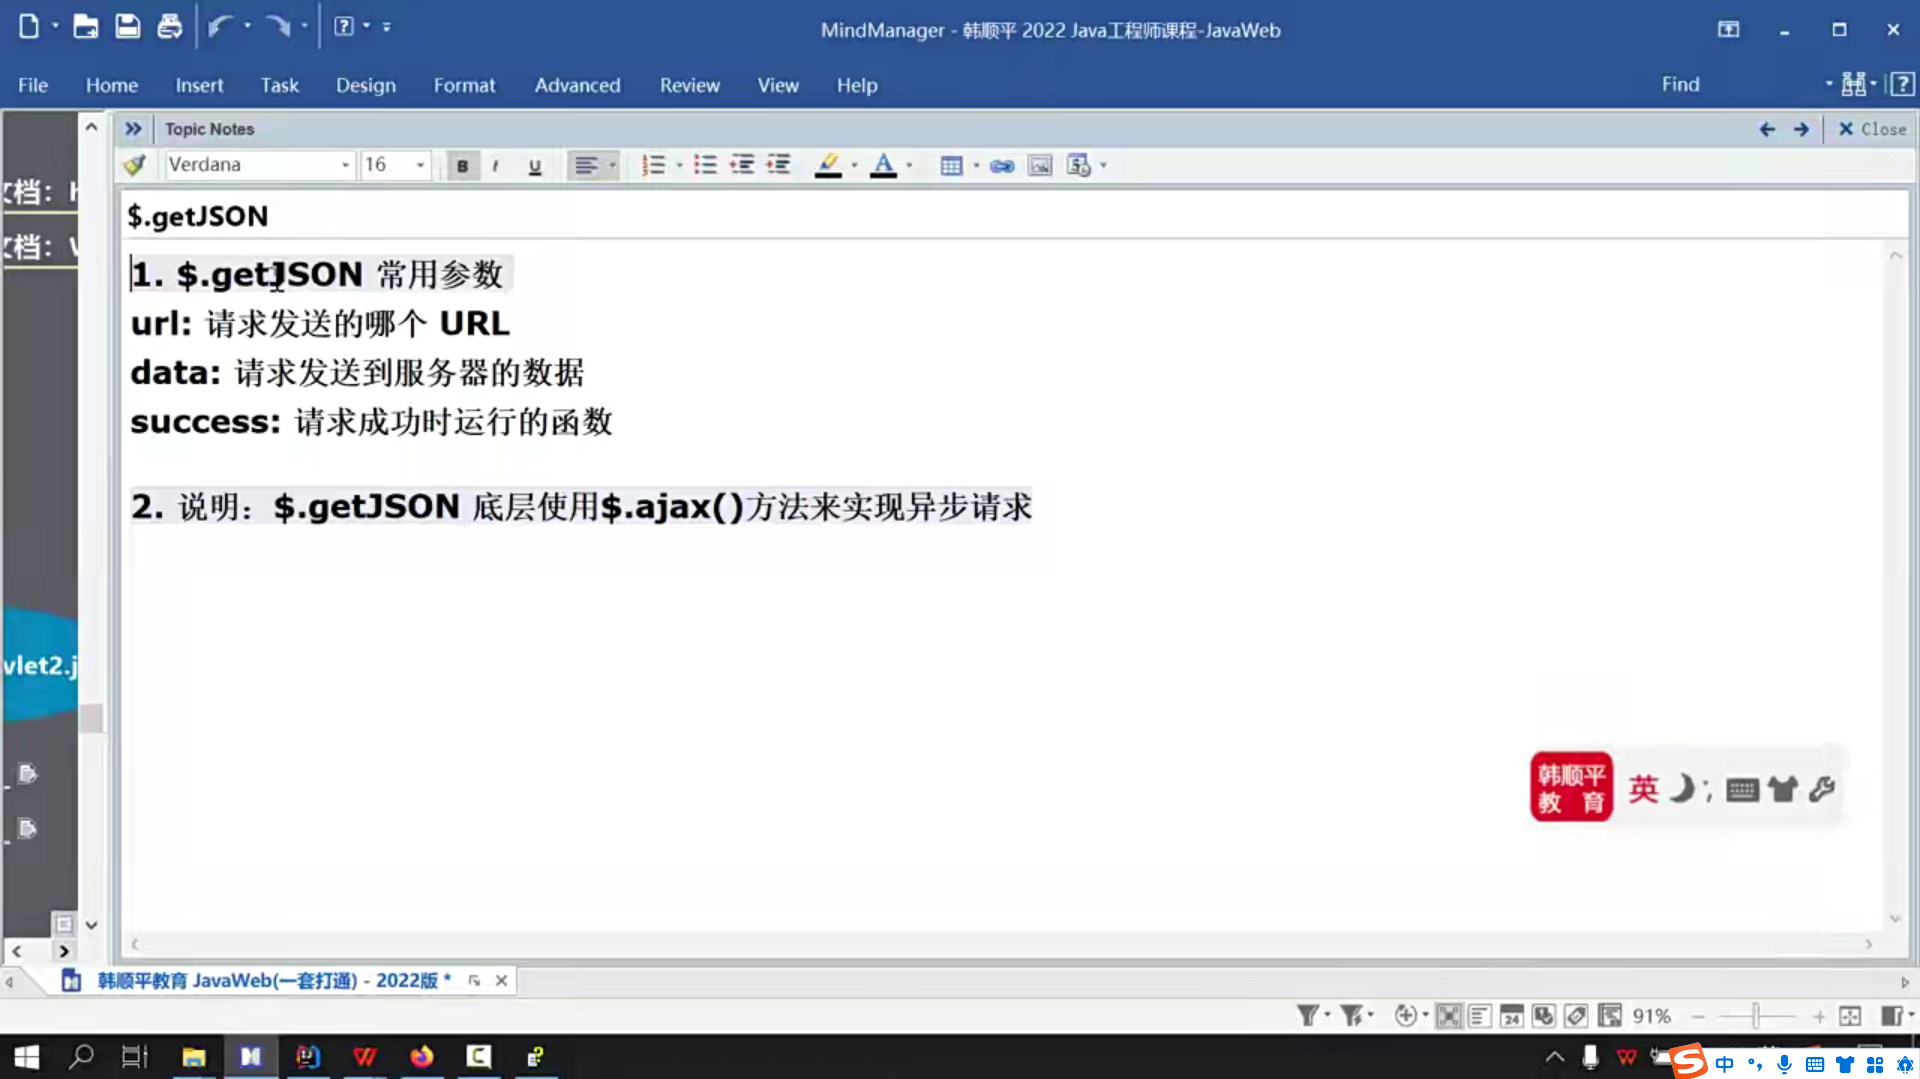 MindManager - 韩顺平 2022 Java工程师课程-JavaWeb
File Home Insert Task Design Format Advanced Review View Help Find
Topic Notes Close
Verdana 16 B I U A
$.getJSON
1. $.getJSON 常用参数
url: 请求发送的哪个 URL
data: 请求发送到服务器的数据
success: 请求成功时运行的函数
2. 说明：$.getJSON 底层使用$.ajax()方法来实现异步请求
文档：
文档：
vlet2.j
韩顺平
教 育
英
韩顺平教育 JavaWeb(一套打通) - 2022版 *
24 91%
中